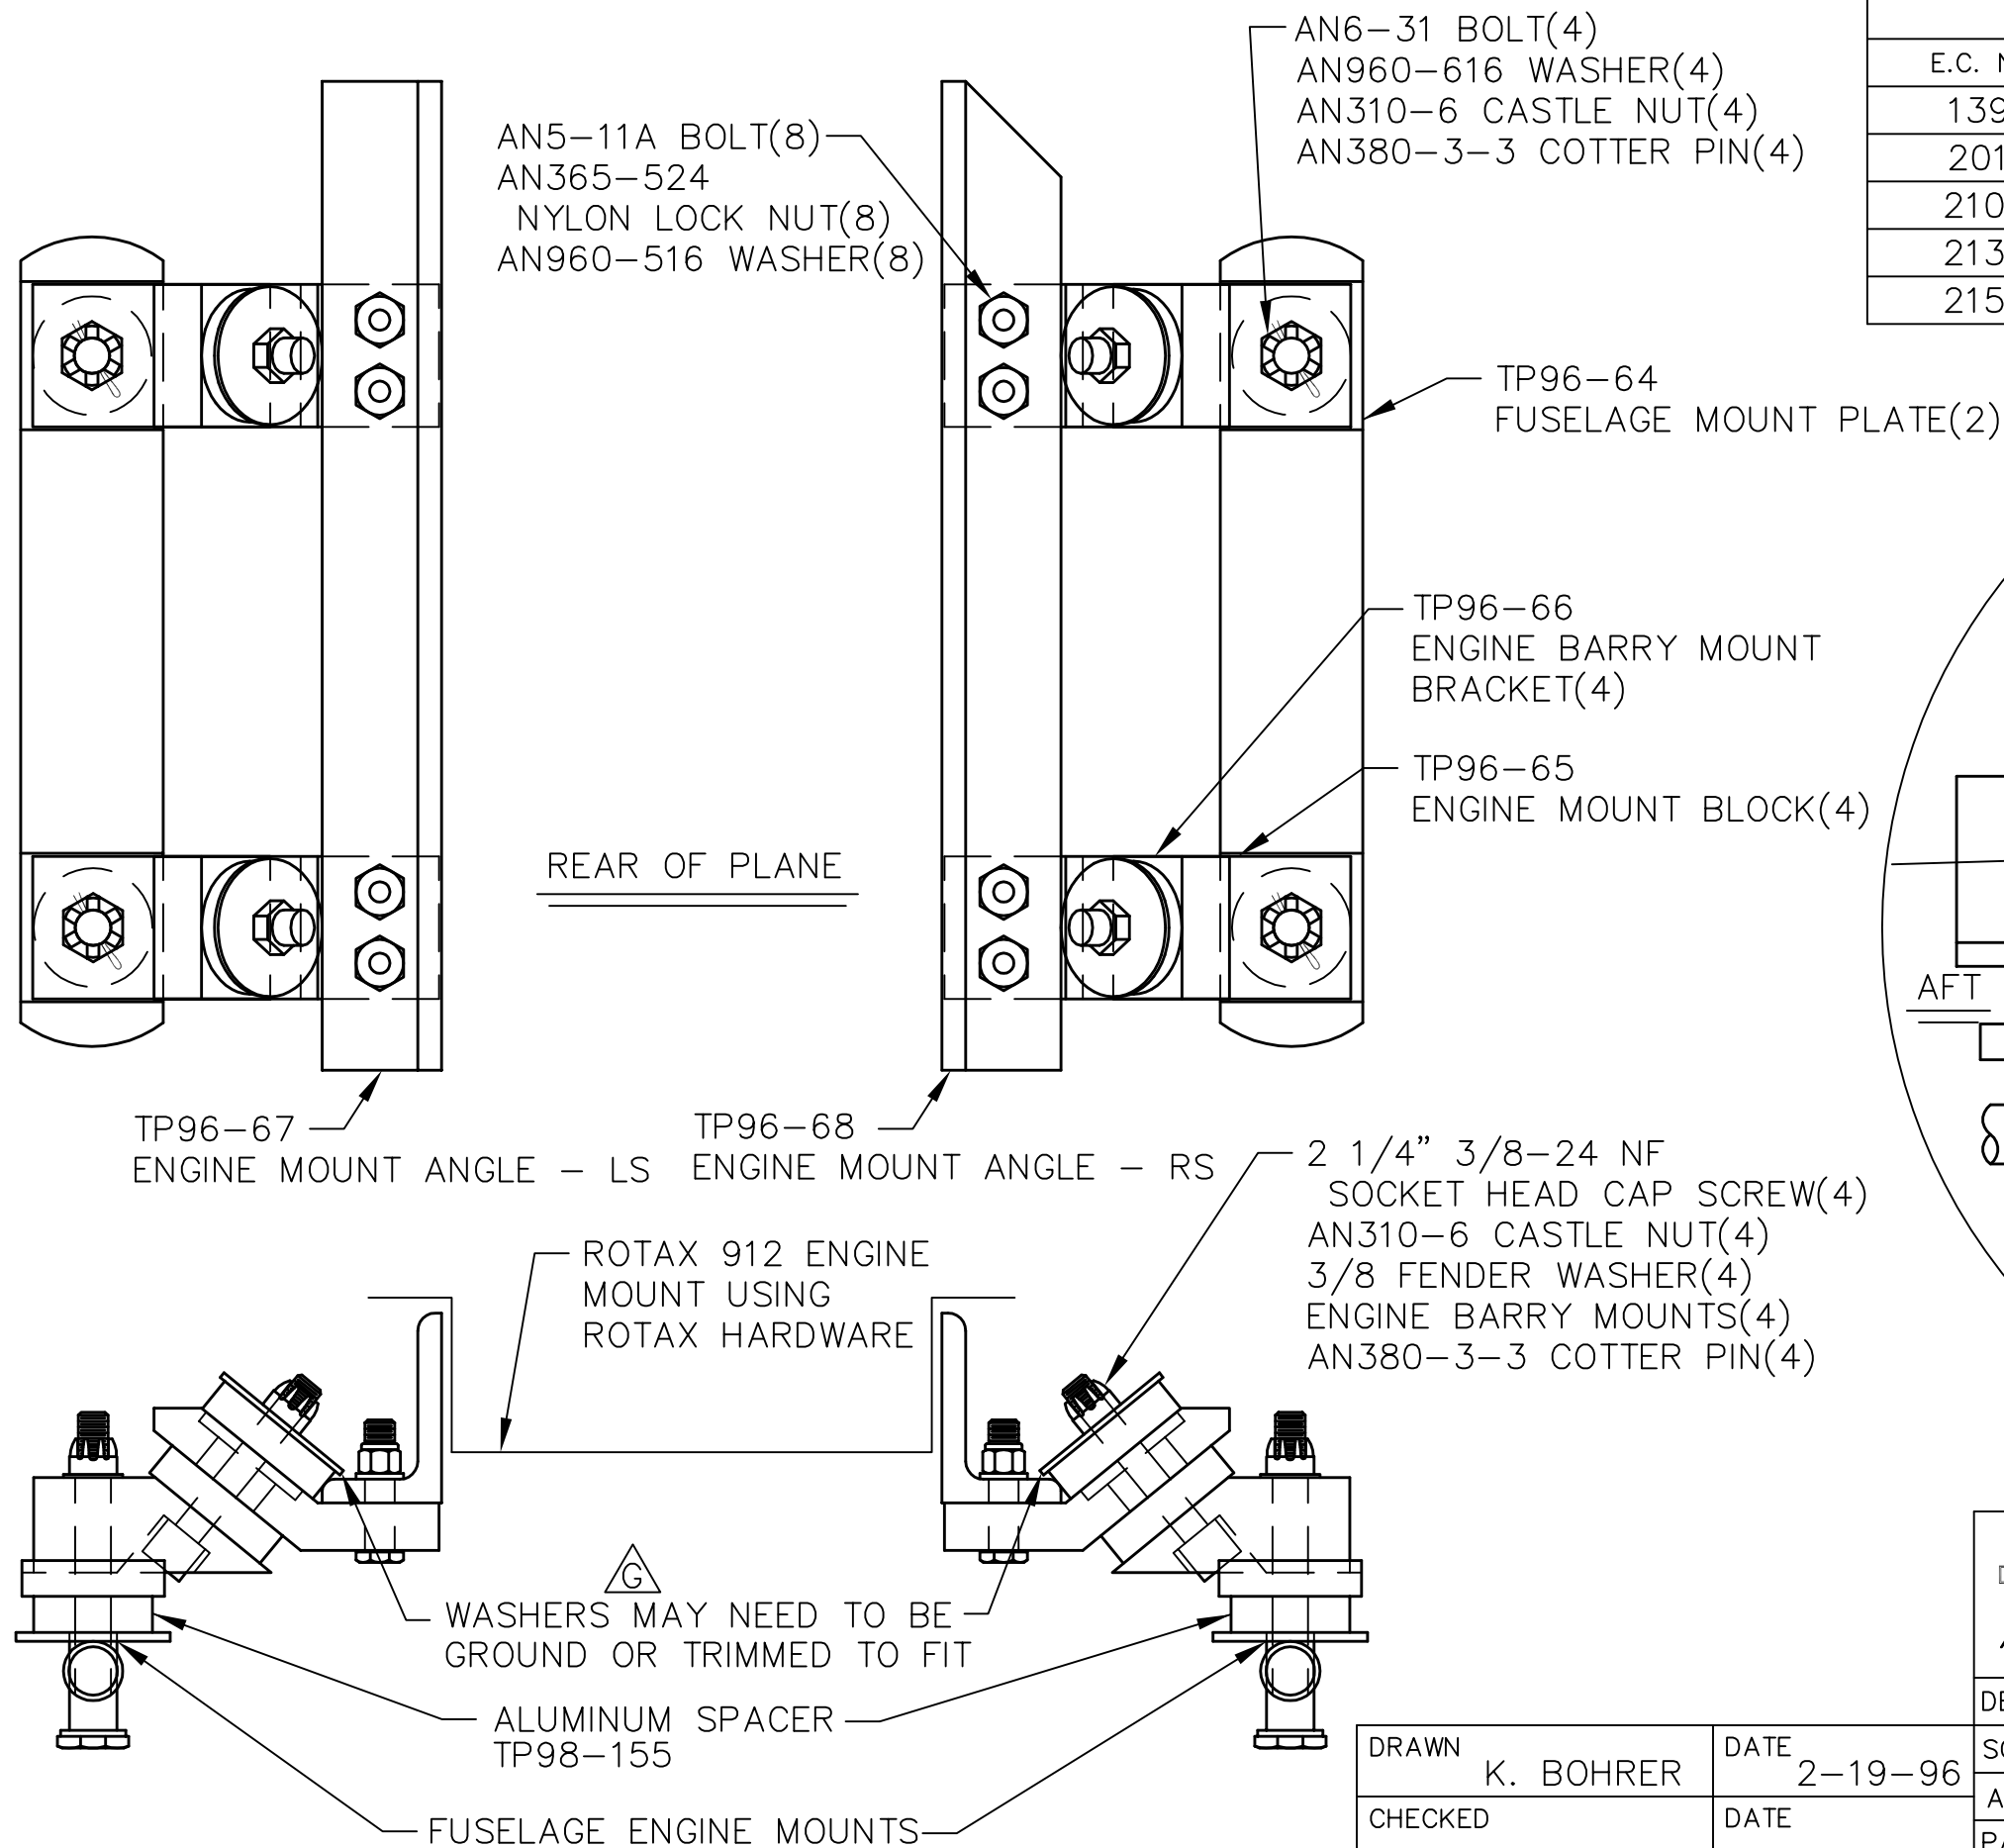 AN6-31 BOLT(4)
AN960-616 WASHER(4)
AN310-6 CASTLE NUT(4)
AN380-3-3 COTTER PIN(4)
E.C.
139
201
210
213
215
AN5-11A BOLT(8)
AN365-524
NYLON LOCK NUT(8)
AN960-516 WASHER(8)
TP96-64
FUSELAGE MOUNT PLATE(2)
TP96-66
ENGINE BARRY MOUNT
BRACKET(4)
TP96-65
ENGINE MOUNT BLOCK(4)
REAR OF PLANE
AFT
TP96-67
ENGINE MOUNT ANGLE - LS
TP96-68
ENGINE MOUNT ANGLE - RS
2 1/4” 3/8-24 NF
SOCKET HEAD CAP SCREW(4)
AN310-6 CASTLE NUT(4)
3/8 FENDER WASHER(4)
ENGINE BARRY MOUNTS(4)
AN380-3-3 COTTER PIN(4)
ROTAX 912 ENGINE
MOUNT USING
ROTAX HARDWARE
G
WASHERS MAY NEED TO BE
GROUND OR TRIMMED TO FIT
ALUMINUM SPACER
TP98-155
FUSELAGE ENGINE MOUNTS
DRAWN
K. BOHRER
DATE
2-19-96
CHECKED
DATE